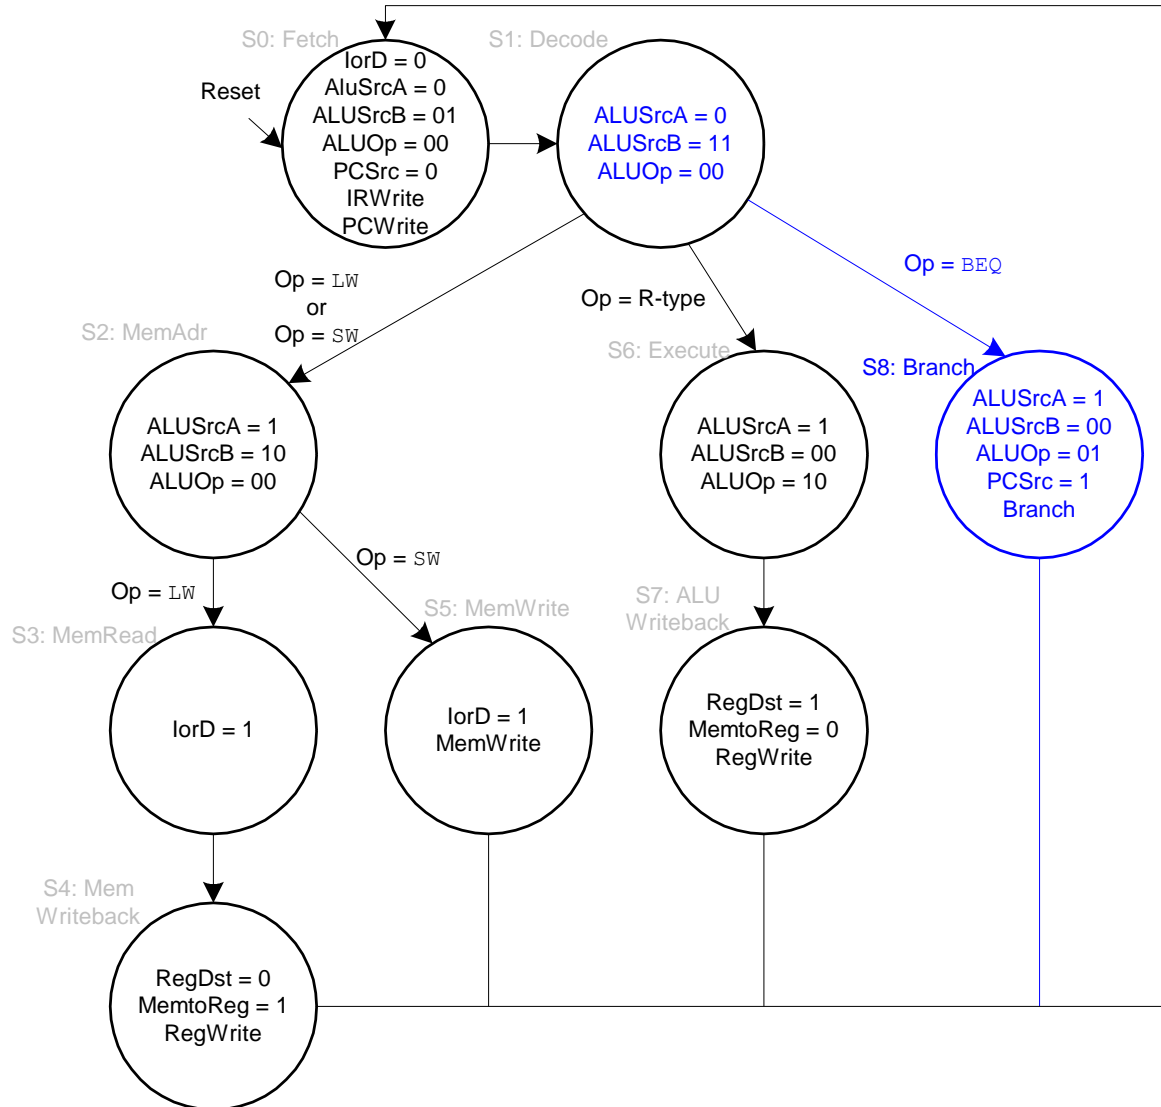 S0: Fetch
S1: Decode
Reset
IorD = 0
AluSrcA = 0
ALUSrcB = 01
ALUOp = 00
PCSrc = 0
IRWrite
PCWrite
ALUSrcA = 0
ALUSrcB = 11
ALUOp = 00
Op = LW
or
Op = SW
Op = R-type
Op = BEQ
S2: MemAdr
S6: Execute
S8: Branch
ALUSrcA = 1
ALUSrcB = 10
ALUOp = 00
ALUSrcA = 1
ALUSrcB = 00
ALUOp = 10
ALUSrcA = 1
ALUSrcB = 00
ALUOp = 01
PCSrc = 1
Branch
Op = LW
Op = SW
S3: MemRead
S5: MemWrite
S7: ALU
Writeback
IorD = 1
IorD = 1
MemWrite
RegDst = 1
MemtoReg = 0
RegWrite
S4: Mem
Writeback
RegDst = 0
MemtoReg = 1
RegWrite